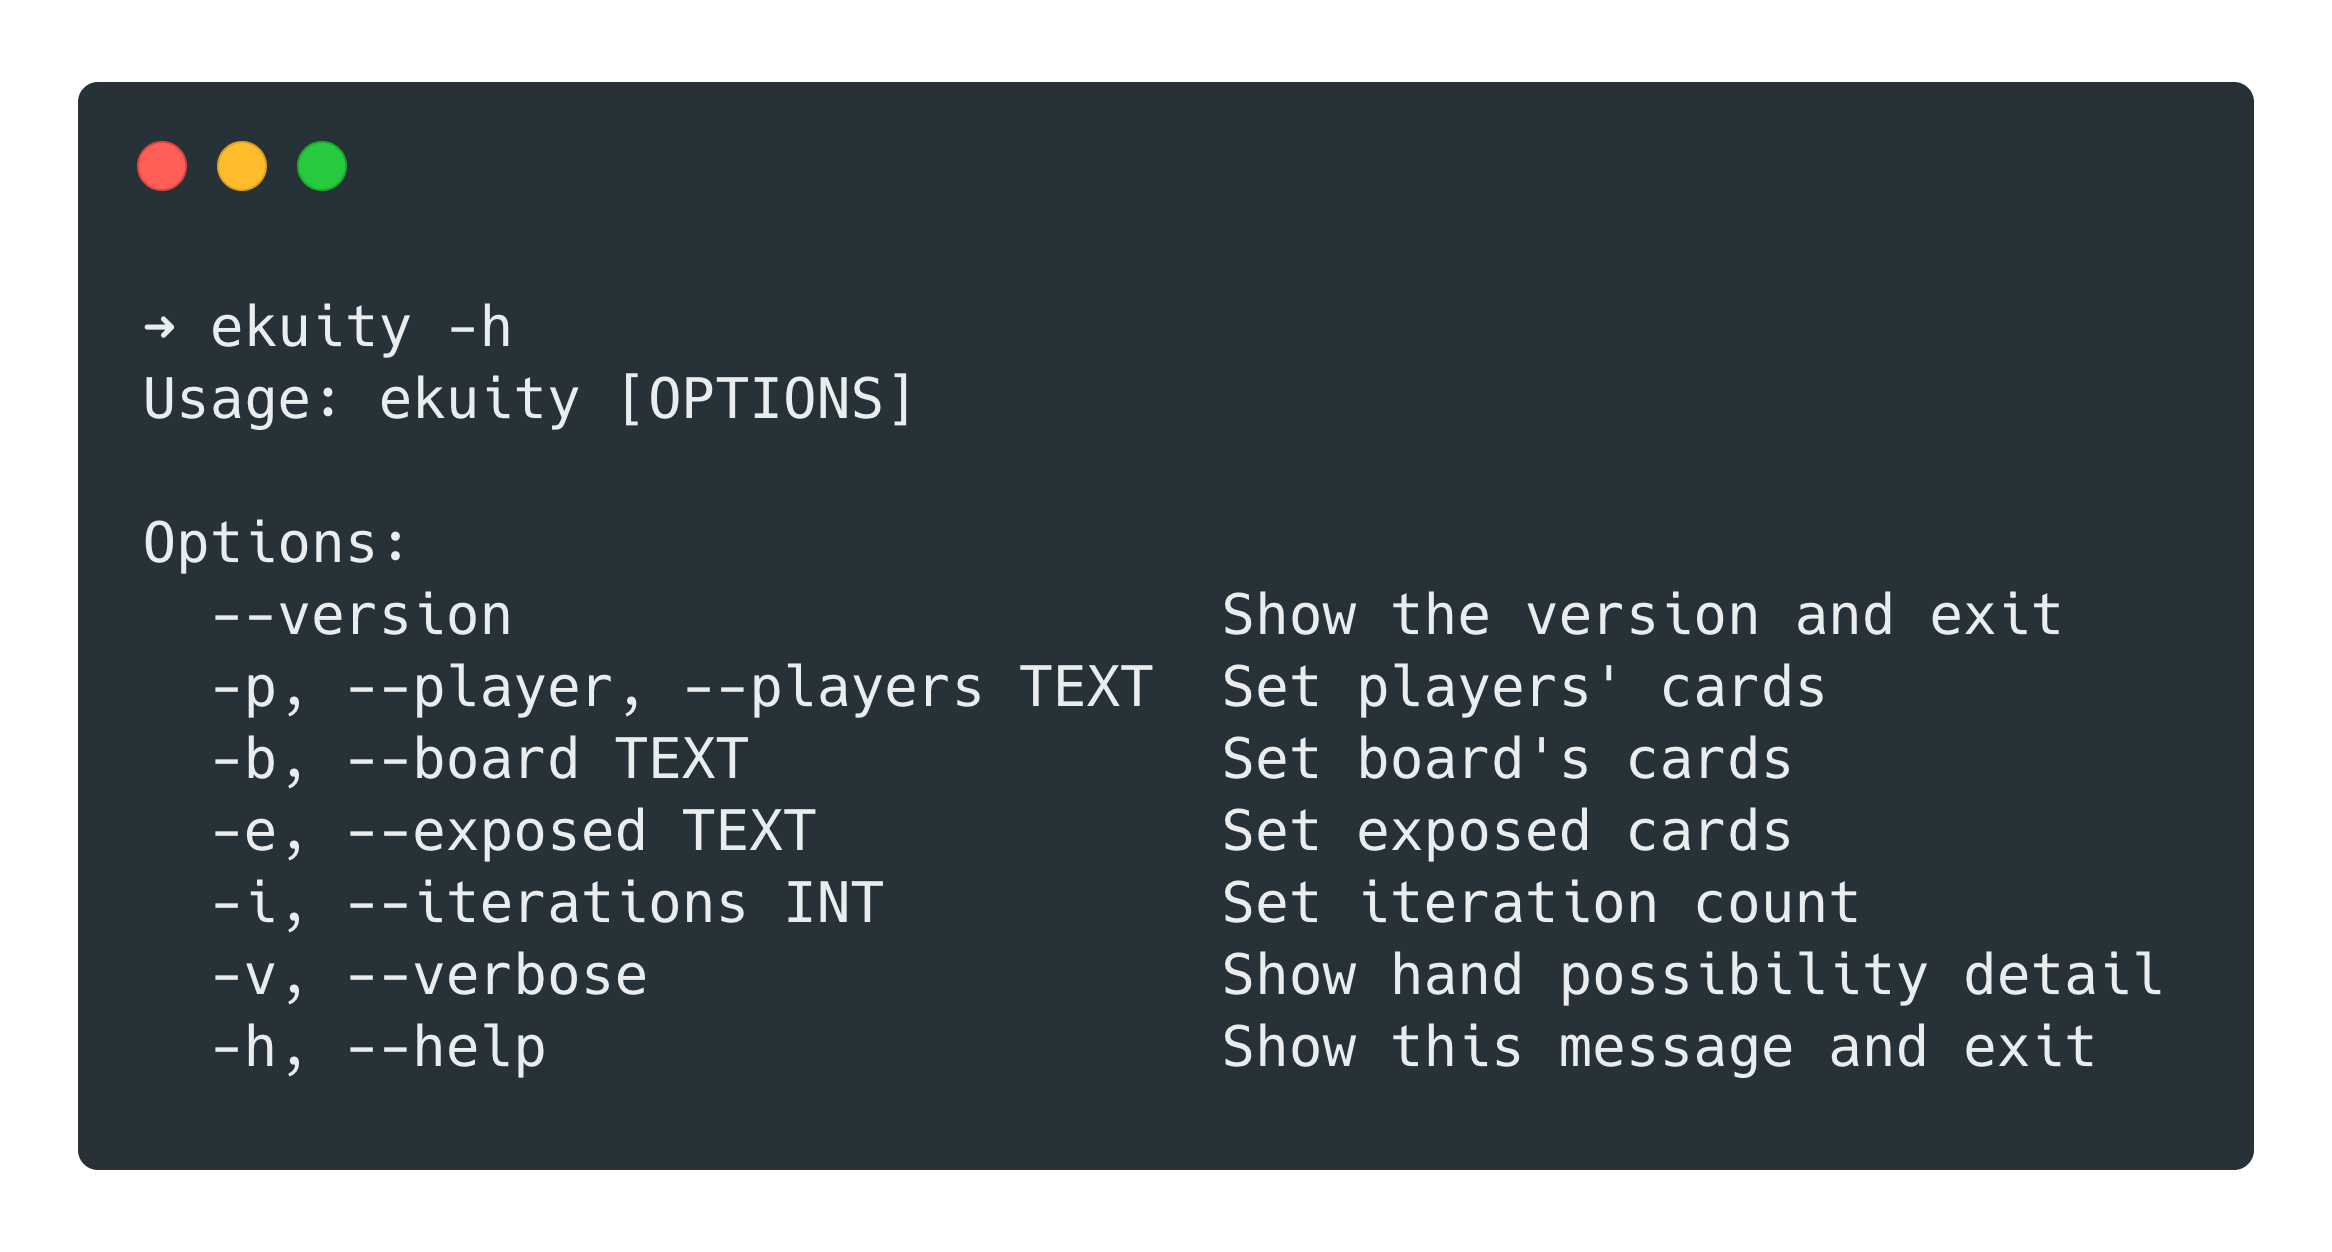 ➜ ekuity -h
Usage: ekuity [OPTIONS]

Options:
  --version                     Show the version and exit
  -p, --player, --players TEXT  Set players' cards
  -b, --board TEXT              Set board's cards
  -e, --exposed TEXT            Set exposed cards
  -i, --iterations INT          Set iteration count
  -v, --verbose                 Show hand possibility detail
  -h, --help                    Show this message and exit